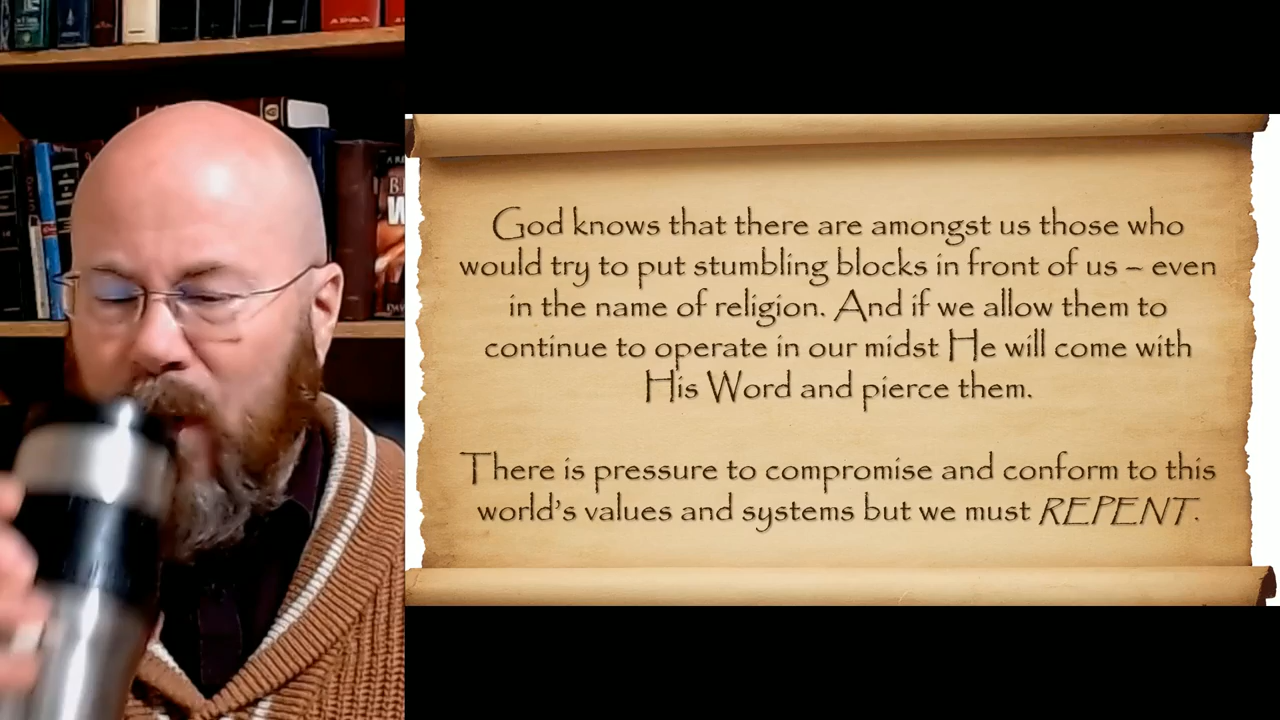 God knows that there are amongst us those who
would try to put stumbling blocks in front of us – even
in the name of religion. And if we allow them to
continue to operate in our midst He will come with
His Word and pierce them.
There is pressure to compromise and conform to this
world's values and systems but we must REPENT.